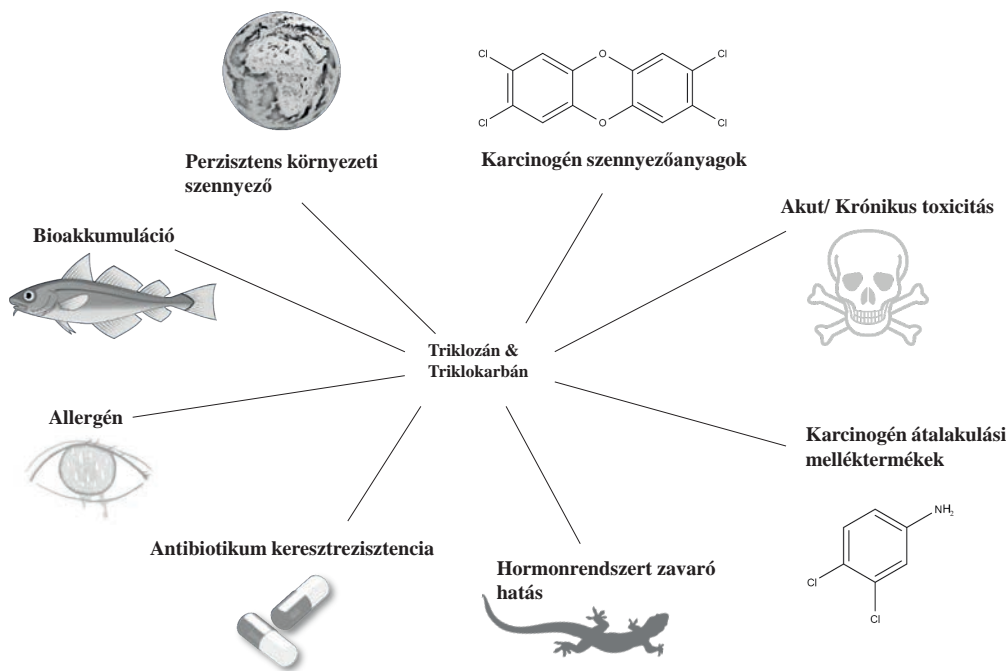 Cl
O
Cl
Cl
O
Cl
Perzisztens környezeti
szennyező
Karcinogén szennyezőanyagok
Akut/ Krónikus toxicitás
Bioakkumuláció
Triklozán &
Triklokarbán
Allergén
Karcinogén átalakulási
melléktermékek
Antibiotikum keresztrezisztencia
Hormonrendszert zavaró
hatás
NH₂
Cl
Cl